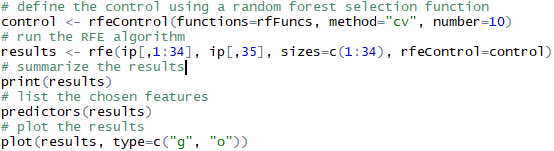 # define the control using a random forest selection function
control <- rfeControl(functions=rfFuncs, method="cv", number=10)
# run the RFE algorithm
results <- rfe(ip[,1:34], ip[,35], sizes=c(1:34), rfeControl=control)
# summarize the results
print(results)
# list the chosen features
predictors(results)
# plot the results
plot(results, type=c("g", "o"))